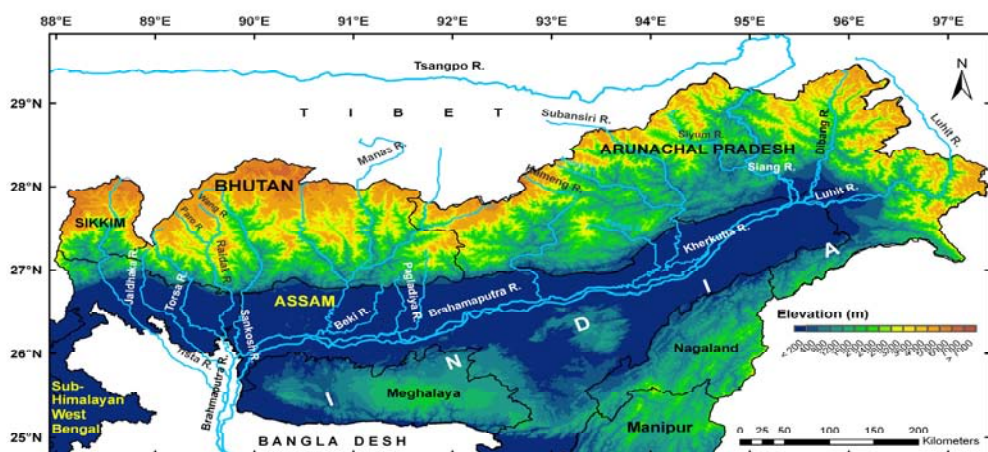 88°E 89°E 90°E 91°E 92°E 93°E 94°E 95°E 96°E 97°E
Tsangpo R.
N
29°N
T I B E T
Subansiri R.
Luhit R.
Manas R.
Siyum R.
Dibang R.
ARUNACHAL PRADESH
28°N
BHUTAN
Kameng R.
Siang R.
Luhit R.
SIKKIM
Wang R.
Paro R.
Raidak R.
Kherkutia R.
27°N
Jaldhaka R.
Torsa R.
ASSAM
Pagladiya R.
Brahamaputra R.
Sankosh R.
Beki R.
I N D I A
Elevation (m)
26°N
Tista R.
Nagaland
Sub-
Himalayan
West
Bengal
Brahmaputra R.
Meghalaya
Manipur
25°N
BANGLA DESH
0 25 50 100 150 200
Kilometers